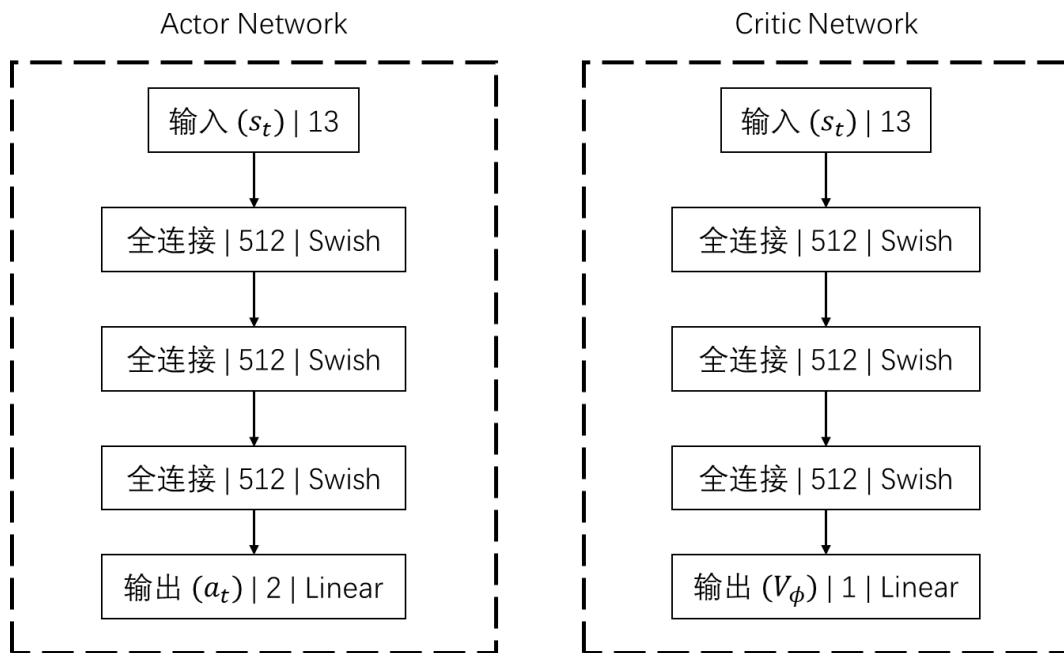 Actor Network
输入 (s_t) | 13
全连接 | 512 | Swish
全连接 | 512 | Swish
全连接 | 512 | Swish
输出 (a_t) | 2 | Linear
Critic Network
输入 (s_t) | 13
全连接 | 512 | Swish
全连接 | 512 | Swish
全连接 | 512 | Swish
输出 (V_ϕ) | 1 | Linear